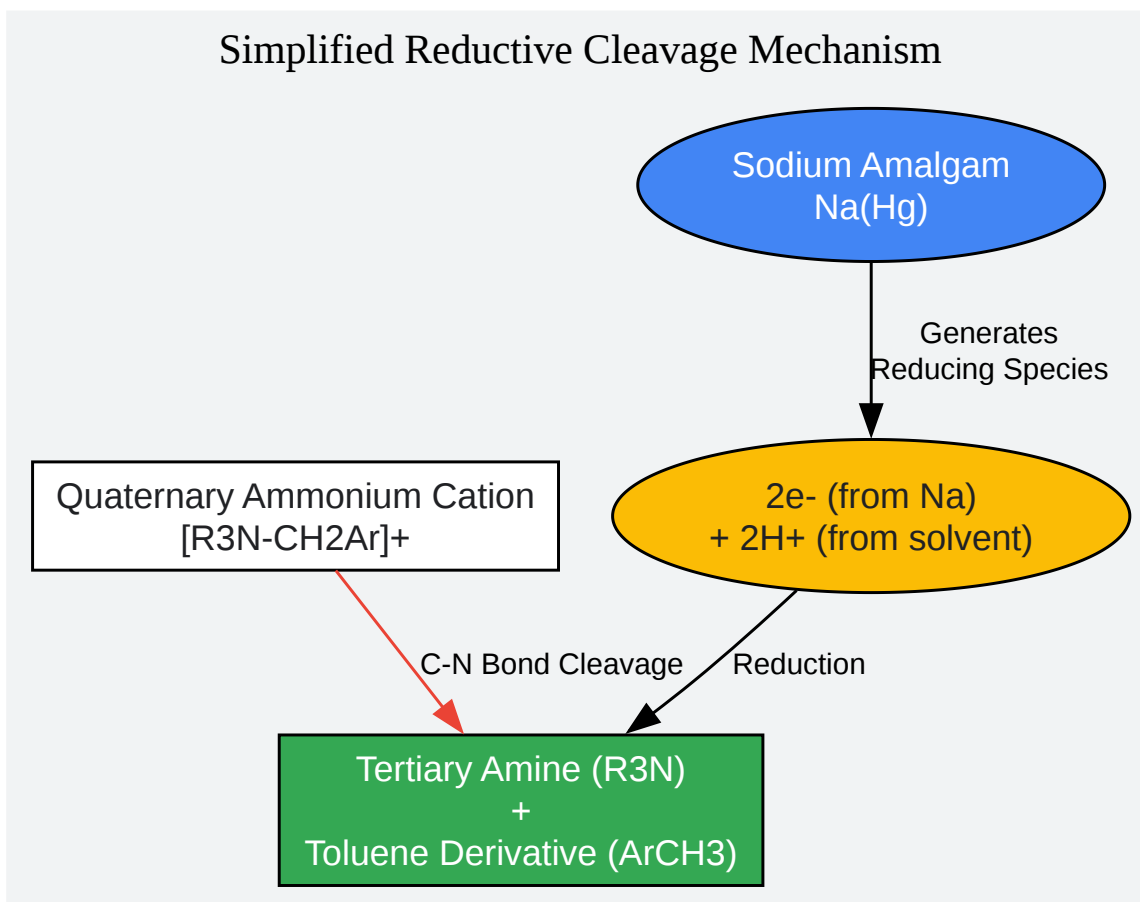 Simplified Reductive Cleavage Mechanism
Sodium Amalgam
Na(Hg)
Generates
Reducing Species
Quaternary Ammonium Cation
[R3N-CH2Ar]+
2e- (from Na)
+ 2H+ (from solvent)
C-N Bond Cleavage
Reduction
Tertiary Amine (R3N)
+
Toluene Derivative (ArCH3)